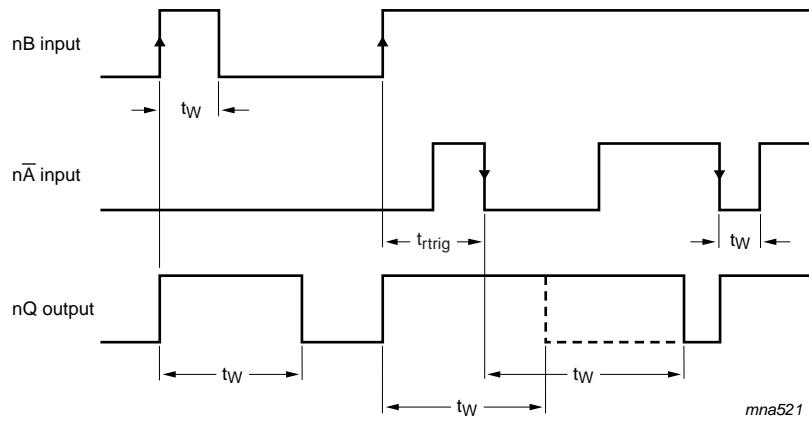 nB input
tW
nA̅ input
trtrig
tW
nQ output
tW
tW
tW
mna521